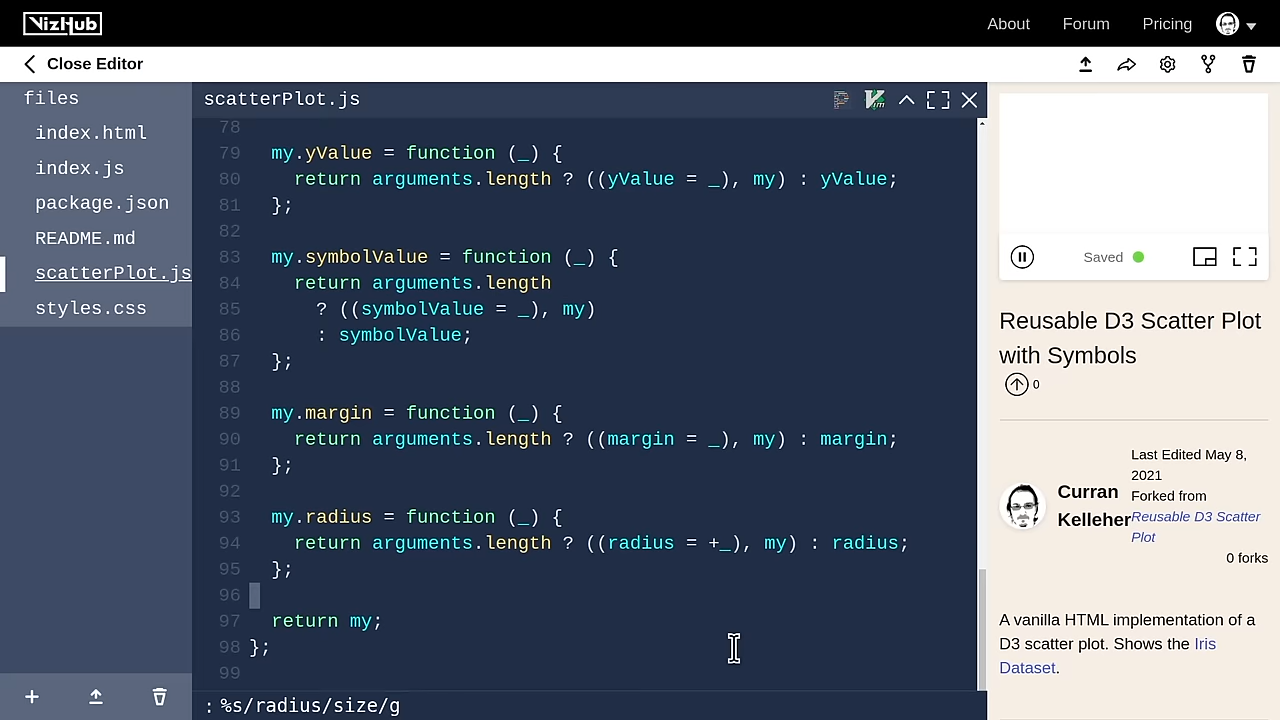 VizHub
About
Forum
Pricing
Close Editor
files
index.html
index.js
package.json
README.md
scatterPlot.js
styles.css
scatterPlot.js
Vim
78
79 my.yValue = function (_) {
80 return arguments.length ? ((yValue = _), my) : yValue;
81 };
82
83 my.symbolValue = function (_) {
84 return arguments.length
85 ? ((symbolValue = _), my)
86 : symbolValue;
87 };
88
89 my.margin = function (_) {
90 return arguments.length ? ((margin = _), my) : margin;
91 };
92
93 my.radius = function (_) {
94 return arguments.length ? ((radius = +_), my) : radius;
95 };
96
97 return my;
98 };
99
:%s/radius/size/g
Saved
Reusable D3 Scatter Plot
with Symbols
0
Curran
Kelleher
Last Edited May 8,
2021
Forked from
Reusable D3 Scatter
Plot
0 forks
A vanilla HTML implementation of a
D3 scatter plot. Shows the Iris
Dataset.